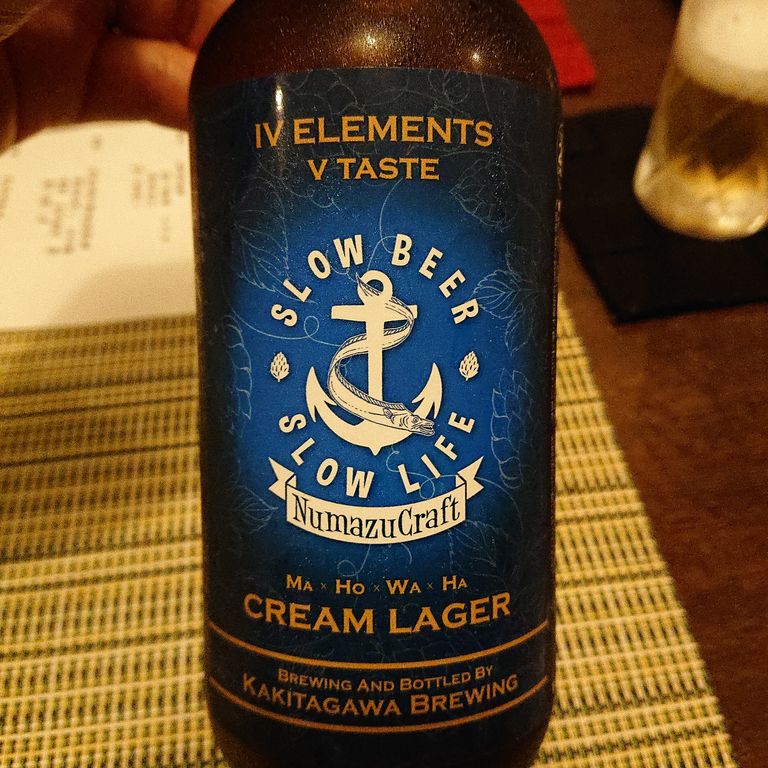 IV ELEMENTS
V TASTE
SLOW BEER
SLOW LIFE
NumazuCraft
Ma × Ho × Wa × Ha
CREAM LAGER
BREWING AND BOTTLED BY
KAKITAGAWA BREWING